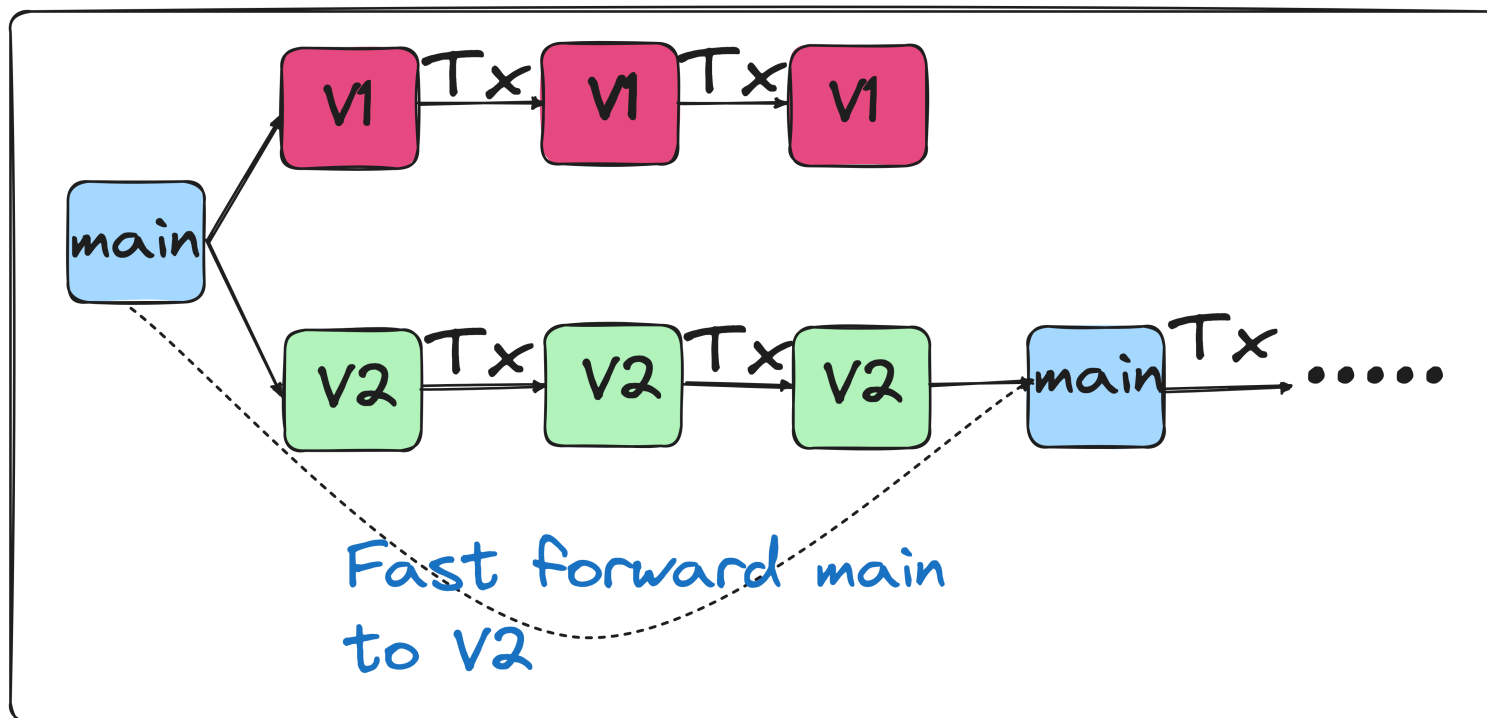 Tx Tx
V1 V1 V1
main
Tx Tx Tx
V2 V2 V2 main
Fast forward main
to V2